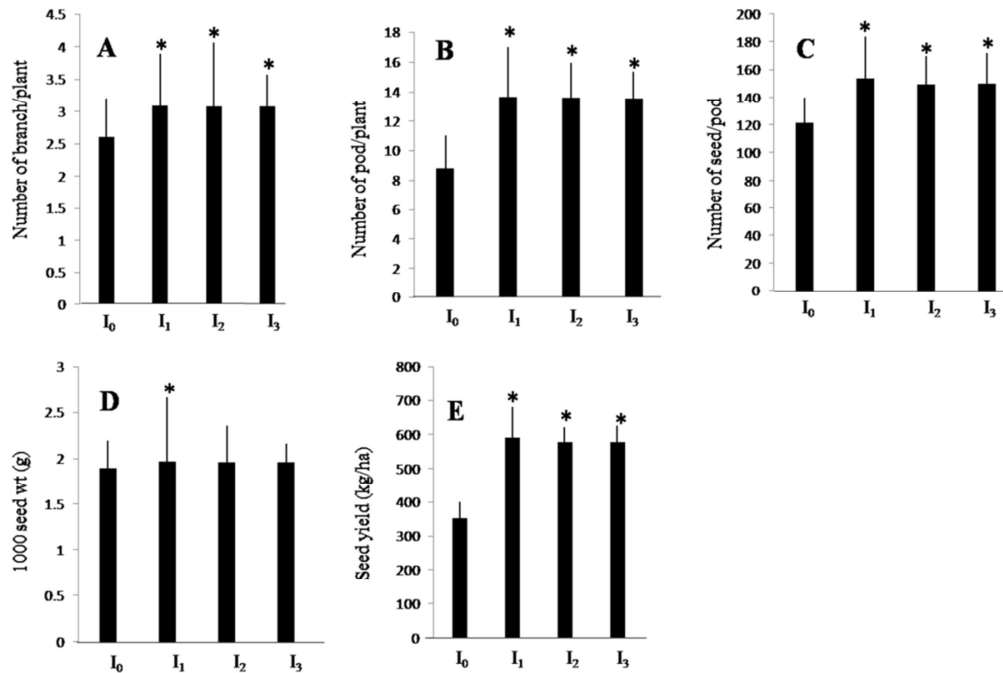 A
Number of branch/plant
4.5
4
3.5
3
2.5
2
1.5
1
0.5
0
* * *
I₀ I₁ I₂ I₃
B
Number of pod/plant
18
16
14
12
10
8
6
4
2
0
* * *
I₀ I₁ I₂ I₃
C
Number of seed/pod
200
180
160
140
120
100
80
60
40
20
0
* * *
I₀ I₁ I₂ I₃
D
1000 seed wt (g)
3
2.5
2
1.5
1
0.5
0
*
I₀ I₁ I₂ I₃
E
Seed yield (kg/ha)
800
700
600
500
400
300
200
100
0
* * *
I₀ I₁ I₂ I₃